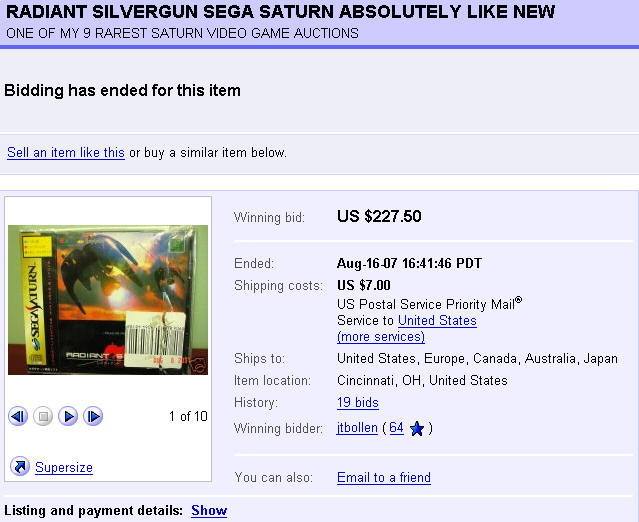 RADIANT SILVERGUN SEGA SATURN ABSOLUTELY LIKE NEW
ONE OF MY 9 RAREST SATURN VIDEO GAME AUCTIONS
Bidding has ended for this item
Sell an item like this or buy a similar item below.
SEGA SATURN
RADIANT
1 of 10
Supersize
Winning bid: US $227.50
Ended: Aug-16-07 16:41:46 PDT
Shipping costs: US $7.00
US Postal Service Priority Mail®
Service to United States
(more services)
Ships to: United States, Europe, Canada, Australia, Japan
Item location: Cincinnati, OH, United States
History: 19 bids
Winning bidder: jtbollen ( 64 )
You can also: Email to a friend
Listing and payment details: Show